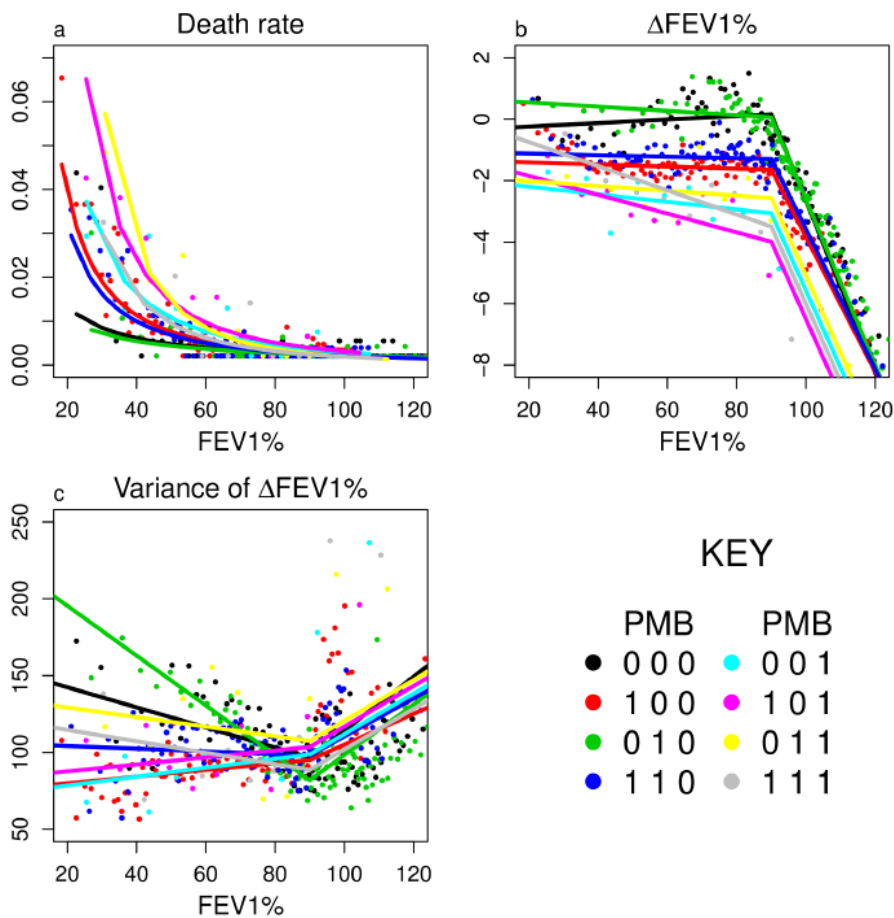 a Death rate
0.06
0.04
0.02
0.00
20 40 60 80 100 120
FEV1%
b ΔFEV1%
2
0
−2
−4
−6
−8
20 40 60 80 100 120
FEV1%
c Variance of ΔFEV1%
250
200
150
100
50
20 40 60 80 100 120
FEV1%
KEY
PMB PMB
0 0 0 0 0 1
1 0 0 1 0 1
0 1 0 0 1 1
1 1 0 1 1 1